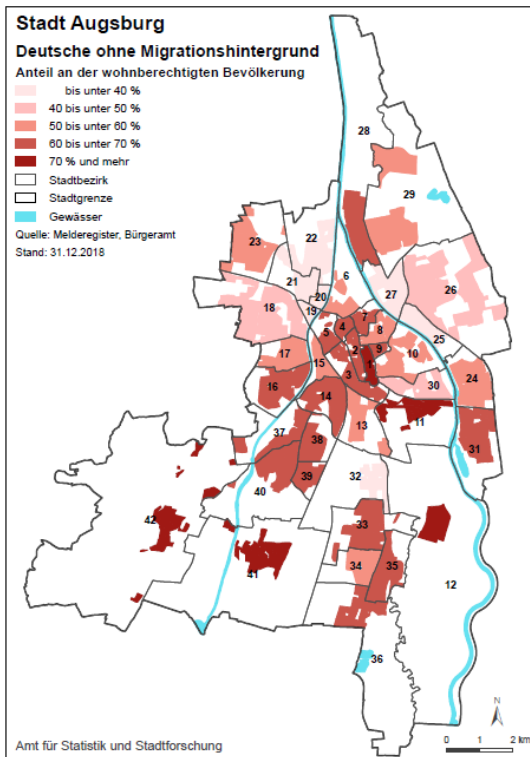 Stadt Augsburg
Deutsche ohne Migrationshintergrund
Anteil an der wohnberechtigten Bevölkerung
bis unter 40 %
40 bis unter 50 %
50 bis unter 60 %
60 bis unter 70 %
70 % und mehr
Stadtbezirk
Stadtgrenze
Gewässer
Quelle: Melderegister, Bürgeramt
Stand: 31.12.2018
28
29
23
22
6
21
27
26
20
18
19
7
25
5
4
8
17
2
9
10
15
1
24
16
3
30
14
11
13
37
38
31
39
32
40
42
33
34
35
41
12
36
N
Amt für Statistik und Stadtforschung
0 1 2 km